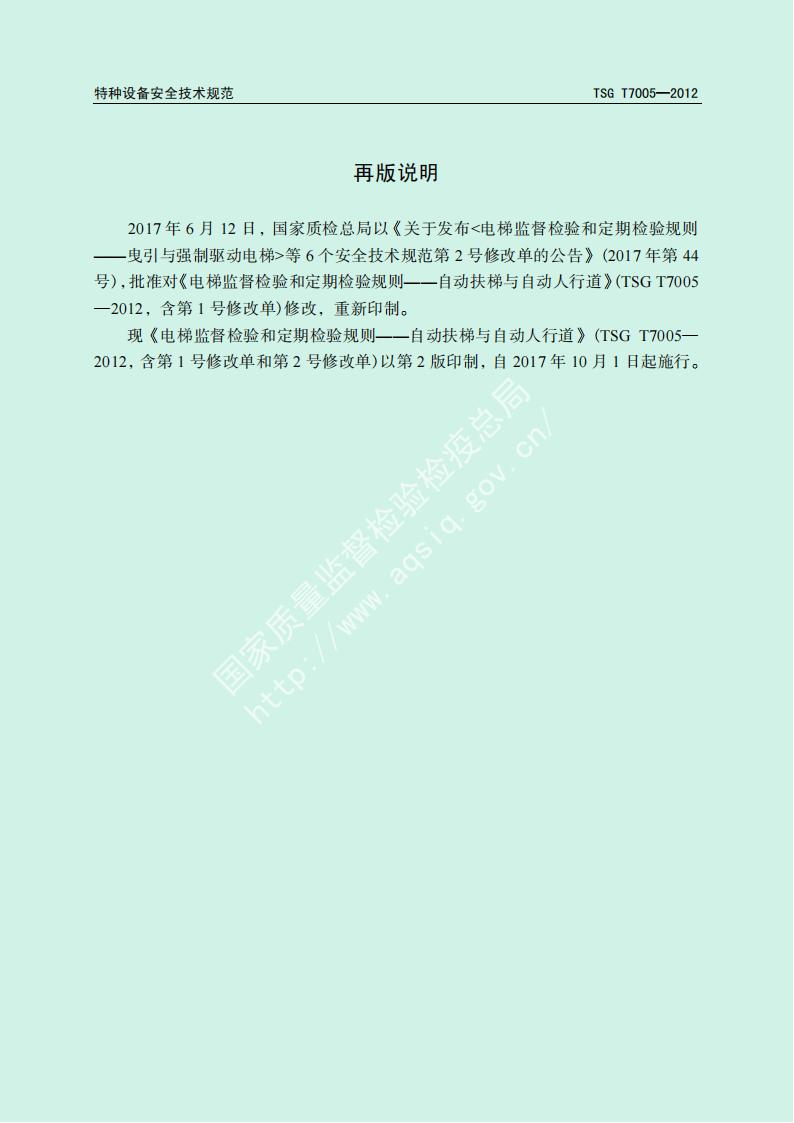 特种设备安全技术规范 TSG T7005—2012
再版说明
2017 年 6 月 12 日，国家质检总局以《关于发布<电梯监督检验和定期检验规则
——曳引与强制驱动电梯>等 6 个安全技术规范第 2 号修改单的公告》(2017 年第 44
号)，批准对《电梯监督检验和定期检验规则——自动扶梯与自动人行道》(TSG T7005
—2012，含第 1 号修改单)修改，重新印制。
现《电梯监督检验和定期检验规则——自动扶梯与自动人行道》(TSG T7005—
2012，含第 1 号修改单和第 2 号修改单)以第 2 版印制，自 2017 年 10 月 1 日起施行。
国家质量监督检验检疫总局
http://www.aqsiq.gov.cn/